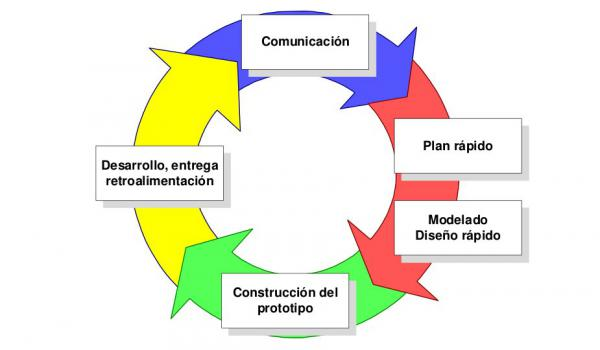 Comunicación
Plan rápido
Modelado
Diseño rápido
Construcción del
prototipo
Desarrollo, entrega
retroalimentación